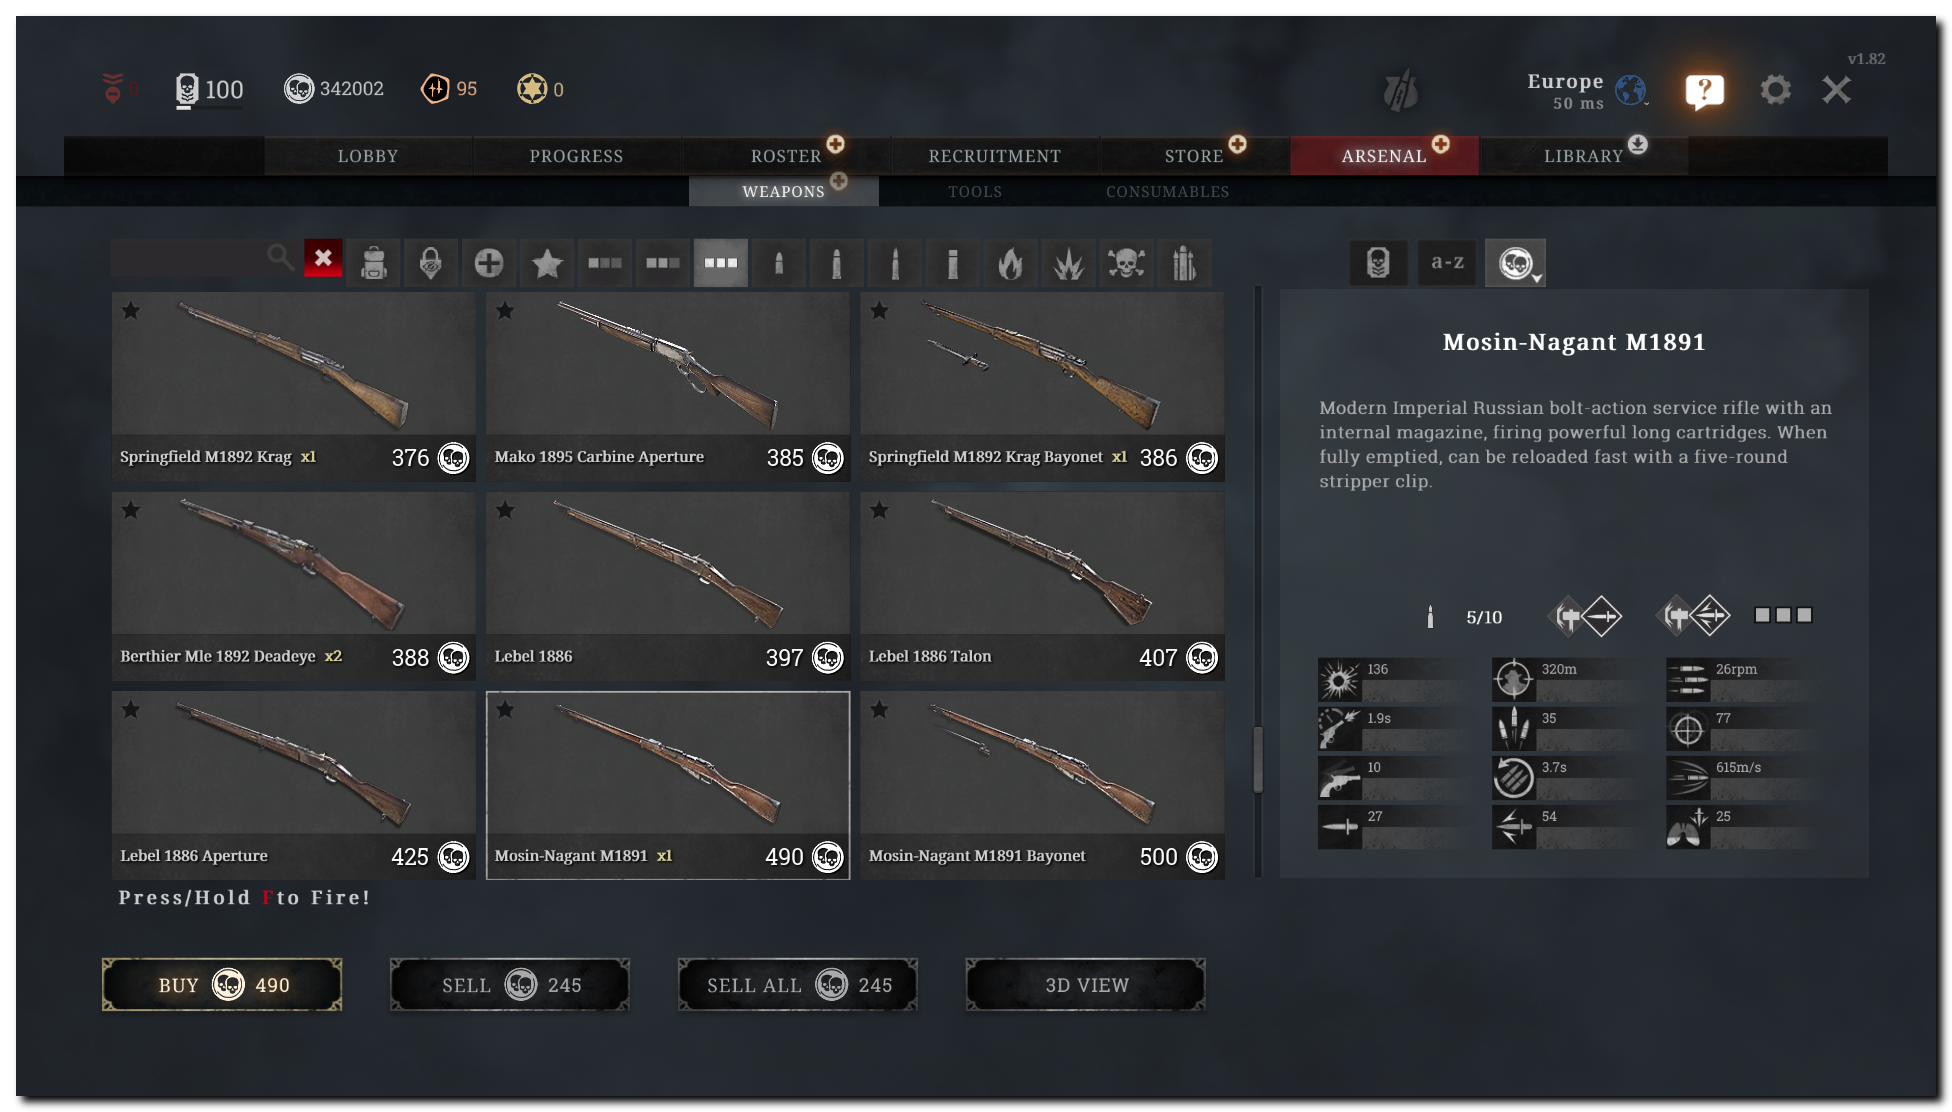 v1.82
0
100
342002
95
0
Europe
50 ms
?
LOBBY
PROGRESS
ROSTER
RECRUITMENT
STORE
ARSENAL
LIBRARY
WEAPONS
TOOLS
CONSUMABLES
a-z
Springfield M1892 Krag x1 376
Mako 1895 Carbine Aperture 385
Springfield M1892 Krag Bayonet x1 386
Berthier Mle 1892 Deadeye x2 388
Lebel 1886 397
Lebel 1886 Talon 407
Lebel 1886 Aperture 425
Mosin-Nagant M1891 x1 490
Mosin-Nagant M1891 Bayonet 500
Press/Hold F to Fire!
BUY 490
SELL 245
SELL ALL 245
3D VIEW
Mosin-Nagant M1891
Modern Imperial Russian bolt-action service rifle with an
internal magazine, firing powerful long cartridges. When
fully emptied, can be reloaded fast with a five-round
stripper clip.
5/10
136
320m
26rpm
1.9s
35
77
10
3.7s
615m/s
27
54
25